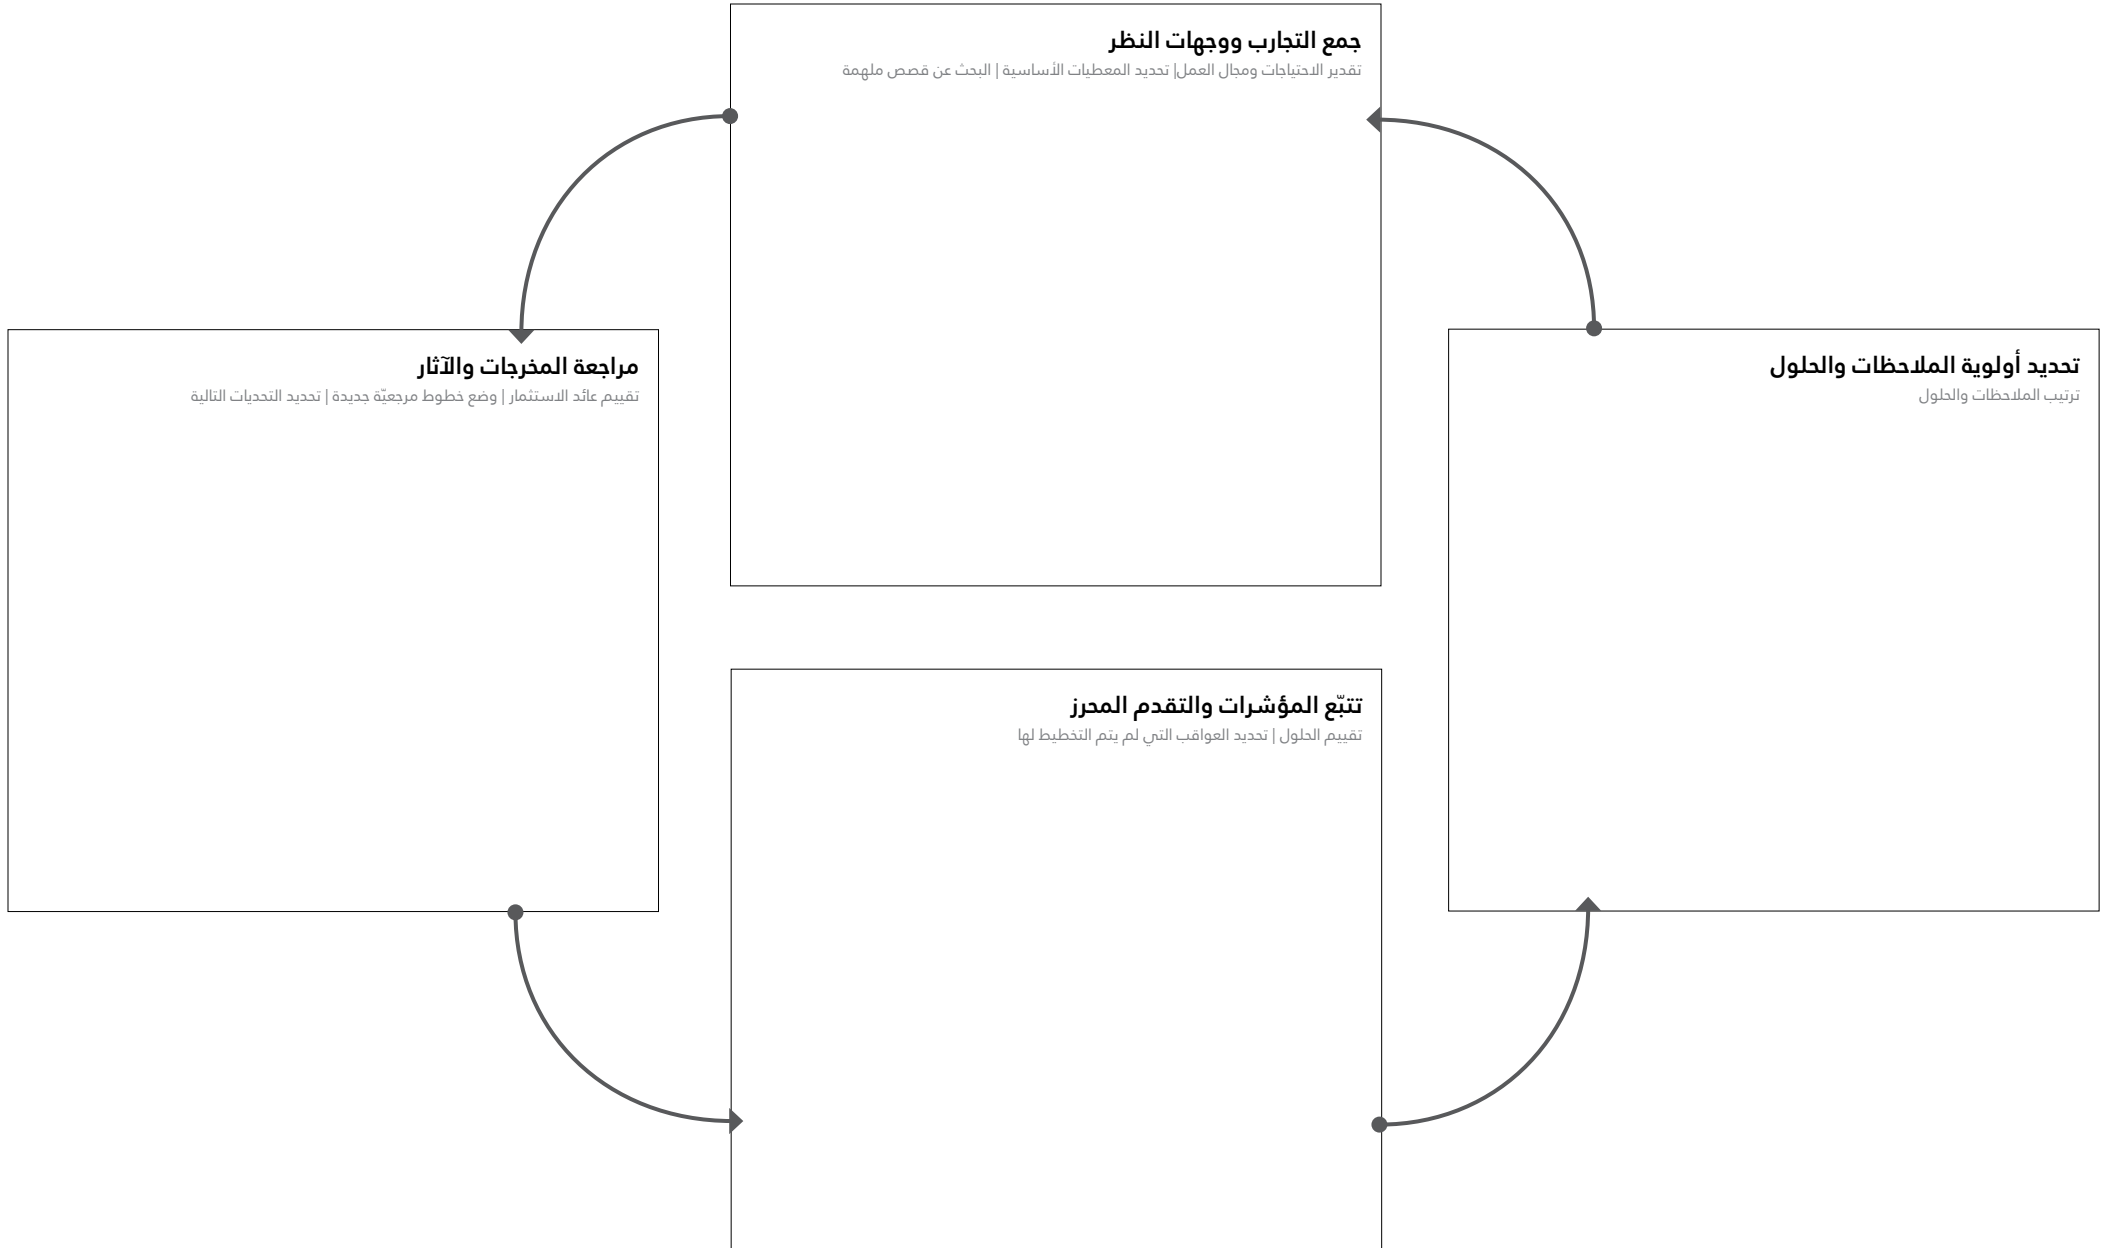 جمع التجارب ووجهات النظر
تقدير الاحتياجات ومجال العمل| تحديد المعطيات الأساسية | البحث عن قصص ملهمة
تحديد أولوية الملاحظات والحلول
ترتيب الملاحظات والحلول
مراجعة المخرجات والآثار
تقييم عائد الاستثمار | وضع خطوط مرجعيّة جديدة | تحديد التحديات التالية
تتبّع المؤشرات والتقدم المحرز
تقييم الحلول | تحديد العواقب التي لم يتم التخطيط لها